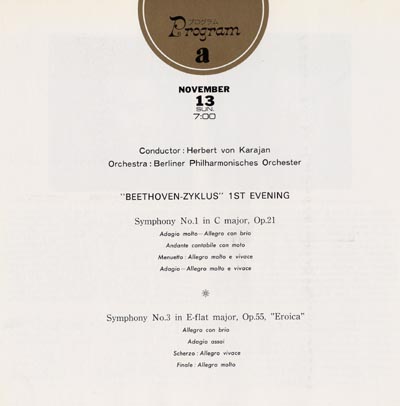 プログラム
Program
a
NOVEMBER
13
SUN.
7:00
Conductor : Herbert von Karajan
Orchestra : Berliner Philharmonisches Orchester
"BEETHOVEN-ZYKLUS" 1ST EVENING
Symphony No.1 in C major, Op.21
Adagio molto—Allegro con brio
Andante cantabile con moto
Menuetto : Allegro molto e vivace
Adagio—Allegro molto e vivace
Symphony No.3 in E-flat major, Op.55, "Eroica"
Allegro con brio
Adagio assai
Scherzo : Allegro vivace
Finale : Allegro molto